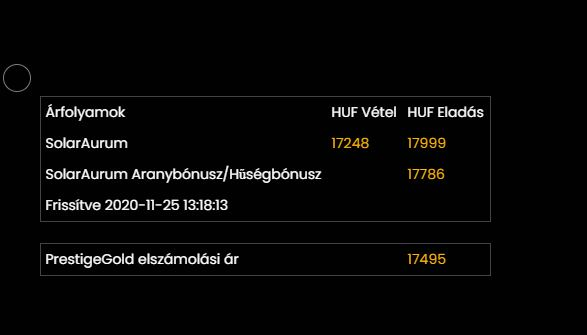 Árfolyamok HUF Vétel HUF Eladás
SolarAurum 17248 17999
SolarAurum Aranybónusz/Hűségbónusz 17786
Frissítve 2020-11-25 13:18:13
PrestigeGold elszámolási ár 17495